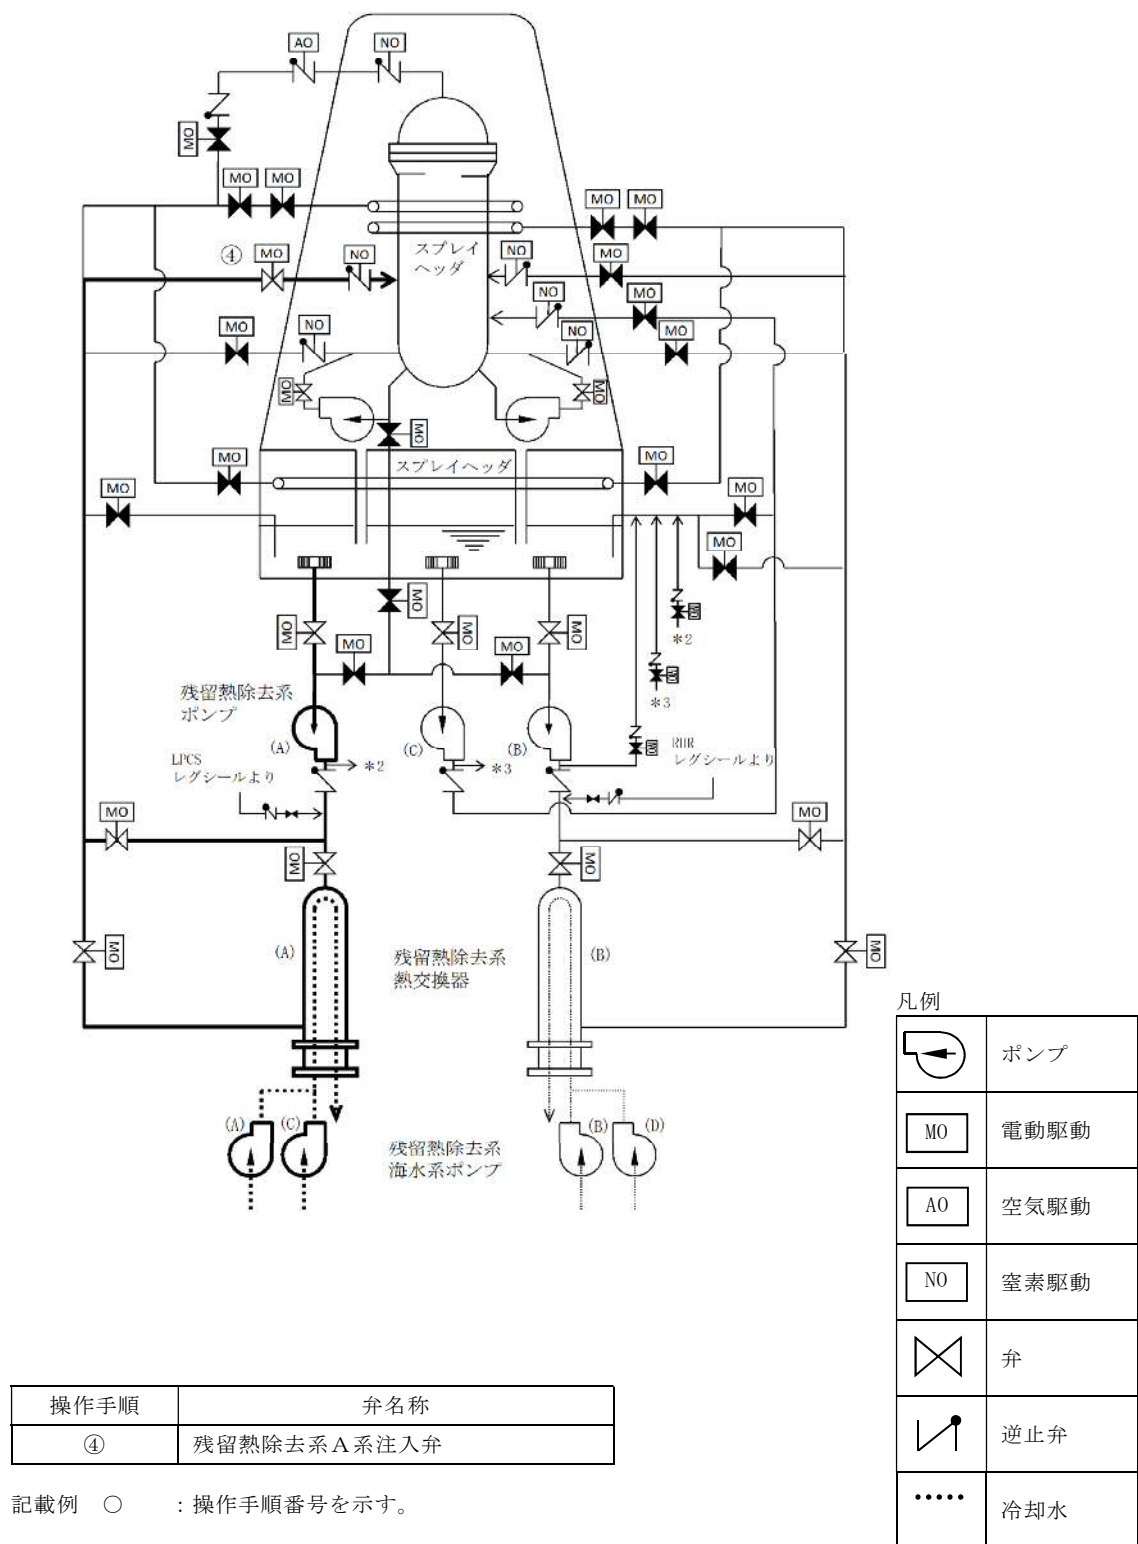 AO
NO
MO
MO
MO
MO
MO
④
MO
NO
スプレイ
ヘッダ
NO
MO
NO
MO
MO
NO
NO
MO
MO
MO
MO
MO
スプレイヘッダ
MO
MO
MO
MO
MO
MO
MO
MO
MO
MO
MO
MO
*2
MO
*3
残留熱除去系
ポンプ
(A)
(C)
(B)
MO
RHR
レグシールより
LPCS
レグシールより
*2
*3
MO
MO
MO
MO
(A)
残留熱除去系
熱交換器
(B)
MO
MO
(A)
(C)
残留熱除去系
海水系ポンプ
(B)
(D)
凡例
ポンプ
MO
電動駆動
AO
空気駆動
NO
窒素駆動
弁
逆止弁
冷却水
操作手順
弁名称
④
残留熱除去系A系注入弁
記載例 ○ :操作手順番号を示す。